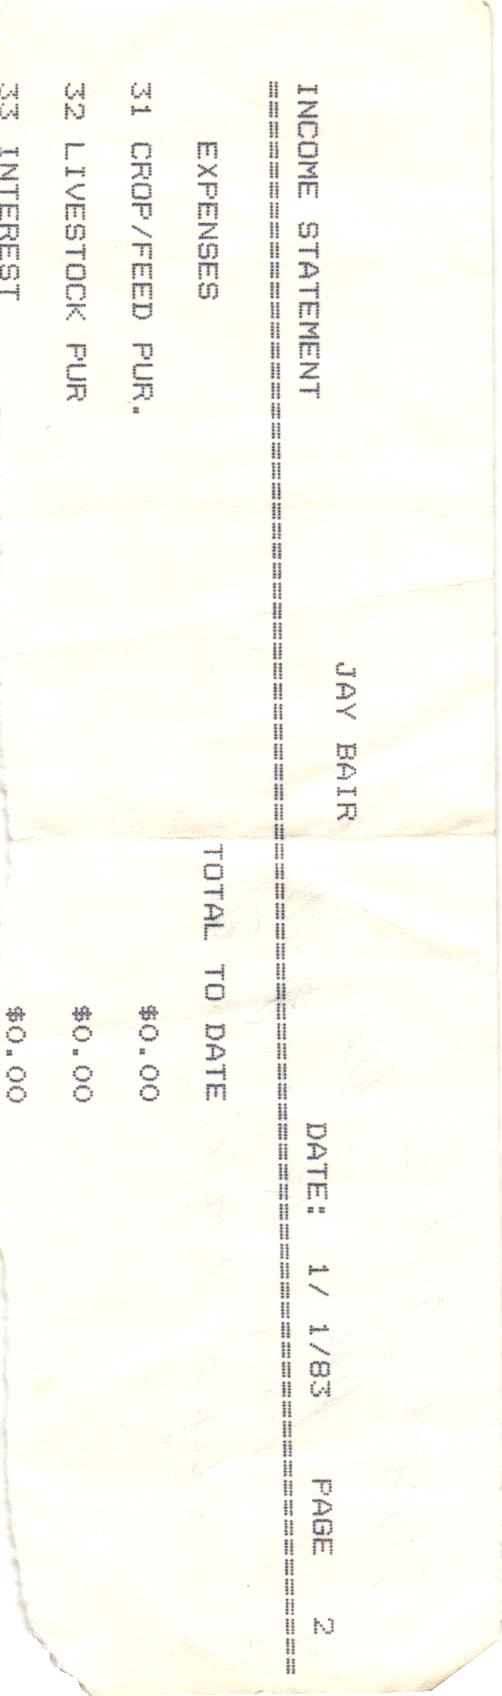 JAY BAIR
INCOME STATEMENT DATE: 1/ 1/83 PAGE 2
================================================================================
EXPENSES TOTAL TO DATE
31 CROP/FEED PUR. $0.00
32 LIVESTOCK PUR $0.00
33 INTEREST $0.00